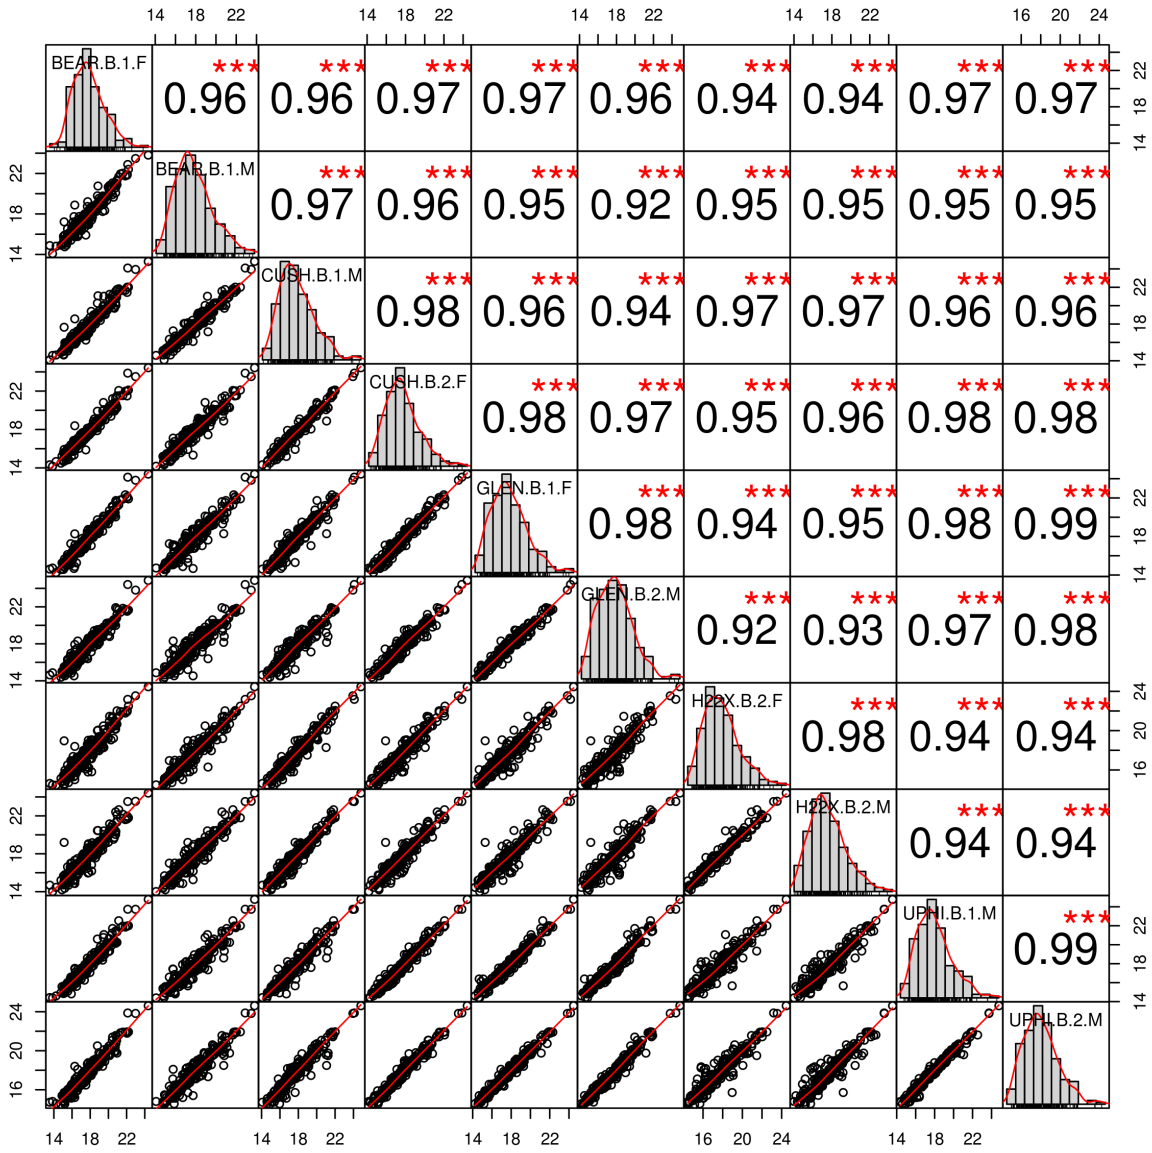 14 18 22 14 18 22 14 18 22 14 18 22 16 20 24
BEAR.B.1.F *** 0.96 *** 0.96 *** 0.97 *** 0.97 *** 0.96 *** 0.94 *** 0.94 *** 0.97 *** 0.97 14 18 22
14 18 22 BEAR.B.1.M *** 0.97 *** 0.96 *** 0.95 *** 0.92 *** 0.95 *** 0.95 *** 0.95 *** 0.95
CUSH.B.1.M *** 0.98 *** 0.96 *** 0.94 *** 0.97 *** 0.97 *** 0.96 *** 0.96 14 18 22
14 18 22 CUSH.B.2.F *** 0.98 *** 0.97 *** 0.95 *** 0.96 *** 0.98 *** 0.98
GLEN.B.1.F *** 0.98 *** 0.94 *** 0.95 *** 0.98 *** 0.99 14 18 22
14 18 22 GLEN.B.2.M *** 0.92 *** 0.93 *** 0.97 *** 0.98
H22X.B.2.F *** 0.98 *** 0.94 *** 0.94 16 20 24
14 18 22 H22X.B.2.M *** 0.94 *** 0.94
UPHI.B.1.M *** 0.99 14 18 22
16 20 24 UPHI.B.2.M
14 18 22 14 18 22 14 18 22 16 20 24 14 18 22